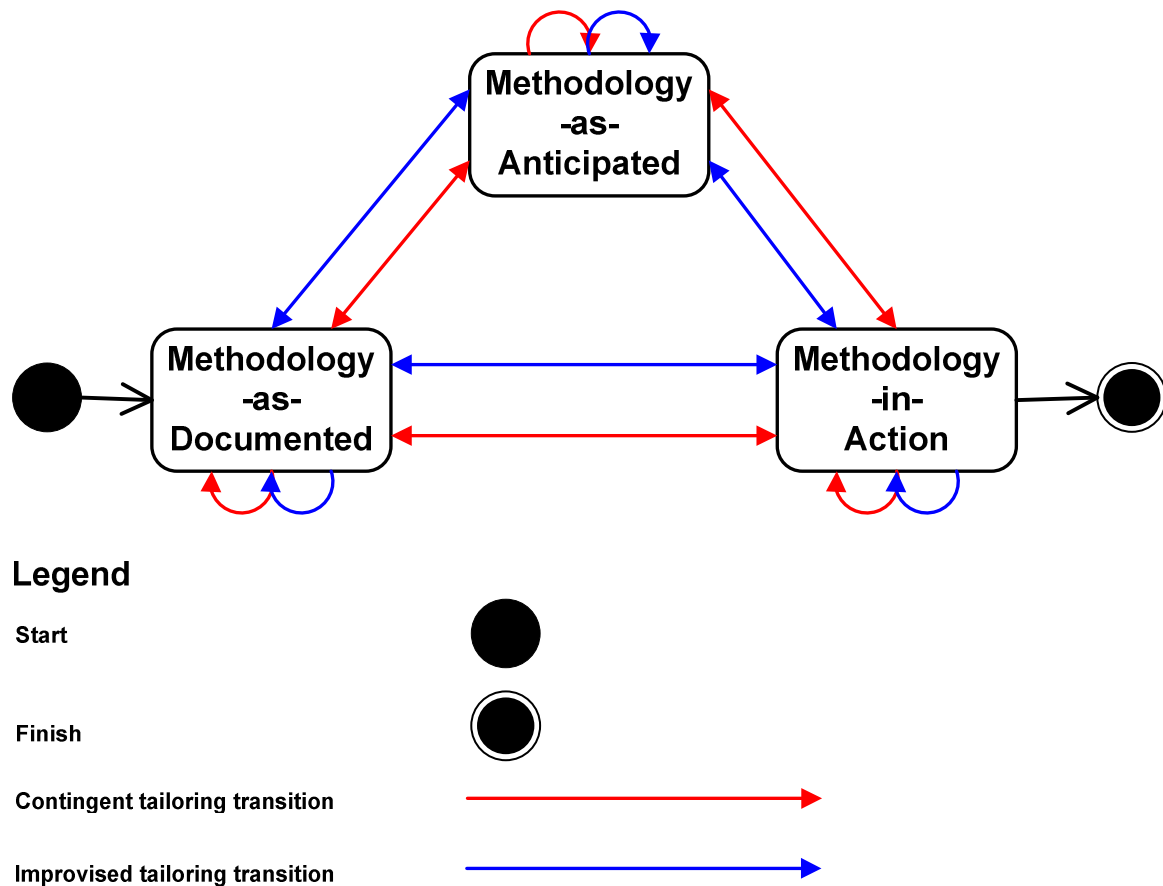 Methodology
-as-
Anticipated
Methodology
-as-
Documented
Methodology
-in-
Action
Legend
Start
Finish
Contingent tailoring transition
Improvised tailoring transition